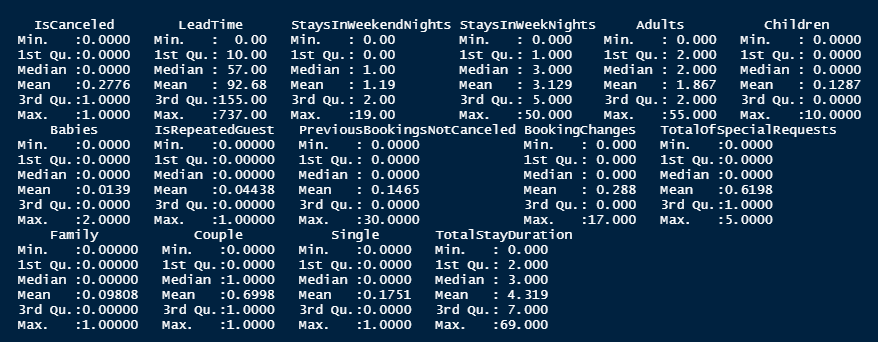 IsCanceled LeadTime StaysInWeekendNights StaysInWeekNights Adults Children
Min. :0.0000 Min. : 0.00 Min. : 0.00 Min. : 0.000 Min. : 0.000 Min. : 0.0000
1st Qu.:0.0000 1st Qu.: 10.00 1st Qu.: 0.00 1st Qu.: 1.000 1st Qu.: 2.000 1st Qu.: 0.0000
Median :0.0000 Median : 57.00 Median : 1.00 Median : 3.000 Median : 2.000 Median : 0.0000
Mean :0.2776 Mean : 92.68 Mean : 1.19 Mean : 3.129 Mean : 1.867 Mean : 0.1287
3rd Qu.:1.0000 3rd Qu.:155.00 3rd Qu.: 2.00 3rd Qu.: 5.000 3rd Qu.: 2.000 3rd Qu.: 0.0000
Max. :1.0000 Max. :737.00 Max. :19.00 Max. :50.000 Max. :55.000 Max. :10.0000
Babies IsRepeatedGuest PreviousBookingsNotCanceled BookingChanges TotalOfSpecialRequests
Min. :0.0000 Min. :0.00000 Min. : 0.0000 Min. : 0.000 Min. :0.0000
1st Qu.:0.0000 1st Qu.:0.00000 1st Qu.: 0.0000 1st Qu.: 0.000 1st Qu.:0.0000
Median :0.0000 Median :0.00000 Median : 0.0000 Median : 0.000 Median :0.0000
Mean :0.0139 Mean :0.04438 Mean : 0.1465 Mean : 0.288 Mean :0.6198
3rd Qu.:0.0000 3rd Qu.:0.00000 3rd Qu.: 0.0000 3rd Qu.: 0.000 3rd Qu.:1.0000
Max. :2.0000 Max. :1.00000 Max. :30.0000 Max. :17.000 Max. :5.0000
Family Couple Single TotalStayDuration
Min. :0.00000 Min. :0.0000 Min. :0.0000 Min. : 0.000
1st Qu.:0.00000 1st Qu.:0.0000 1st Qu.:0.0000 1st Qu.: 2.000
Median :0.00000 Median :1.0000 Median :0.0000 Median : 3.000
Mean :0.09808 Mean :0.6998 Mean :0.1751 Mean : 4.319
3rd Qu.:0.00000 3rd Qu.:1.0000 3rd Qu.:0.0000 3rd Qu.: 7.000
Max. :1.00000 Max. :1.0000 Max. :1.0000 Max. :69.000